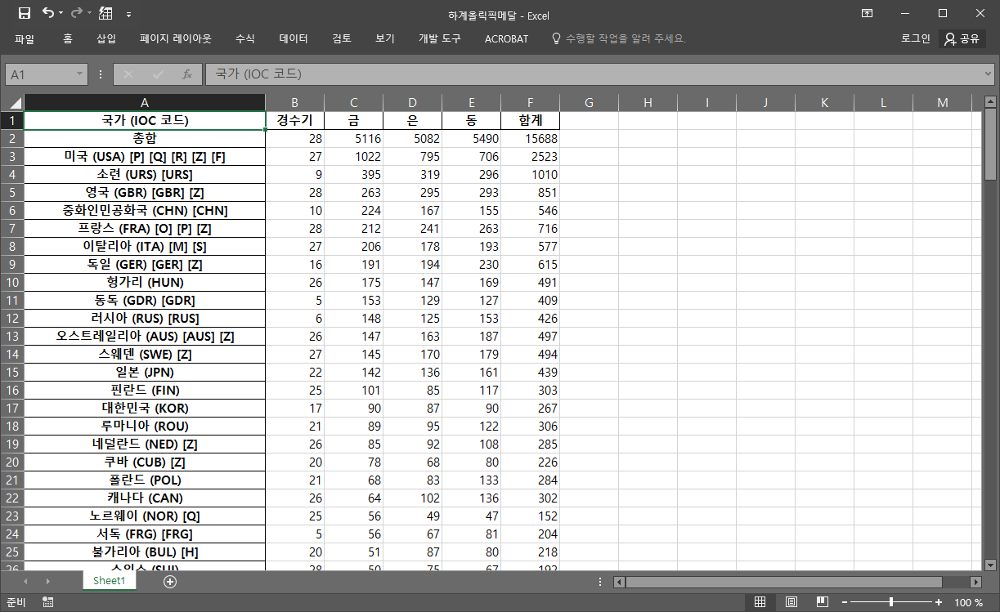 하계올릭픽메달 - Excel
파일 홈 삽입 페이지 레이아웃 수식 데이터 검토 보기 개발 도구 ACROBAT 수행할 작업을 알려 주세요. 로그인 공유
A1 fx 국가 (IOC 코드)
A B C D E F G H I J K L M
1 국가 (IOC 코드) 경수기 금 은 동 합계
2 총합 28 5116 5082 5490 15688
3 미국 (USA) [P] [Q] [R] [Z] [F] 27 1022 795 706 2523
4 소련 (URS) [URS] 9 395 319 296 1010
5 영국 (GBR) [GBR] [Z] 28 263 295 293 851
6 중화인민공화국 (CHN) [CHN] 10 224 167 155 546
7 프랑스 (FRA) [O] [P] [Z] 28 212 241 263 716
8 이탈리아 (ITA) [M] [S] 27 206 178 193 577
9 독일 (GER) [GER] [Z] 16 191 194 230 615
10 헝가리 (HUN) 26 175 147 169 491
11 동독 (GDR) [GDR] 5 153 129 127 409
12 러시아 (RUS) [RUS] 6 148 125 153 426
13 오스트레일리아 (AUS) [AUS] [Z] 26 147 163 187 497
14 스웨덴 (SWE) [Z] 27 145 170 179 494
15 일본 (JPN) 22 142 136 161 439
16 핀란드 (FIN) 25 101 85 117 303
17 대한민국 (KOR) 17 90 87 90 267
18 루마니아 (ROU) 21 89 95 122 306
19 네덜란드 (NED) [Z] 26 85 92 108 285
20 쿠바 (CUB) [Z] 20 78 68 80 226
21 폴란드 (POL) 21 68 83 133 284
22 캐나다 (CAN) 26 64 102 136 302
23 노르웨이 (NOR) [Q] 25 56 49 47 152
24 서독 (FRG) [FRG] 5 56 67 81 204
25 불가리아 (BUL) [H] 20 51 87 80 218
26 스위스 (SUI) 28 50 75 67 192
Sheet1
준비 100 %